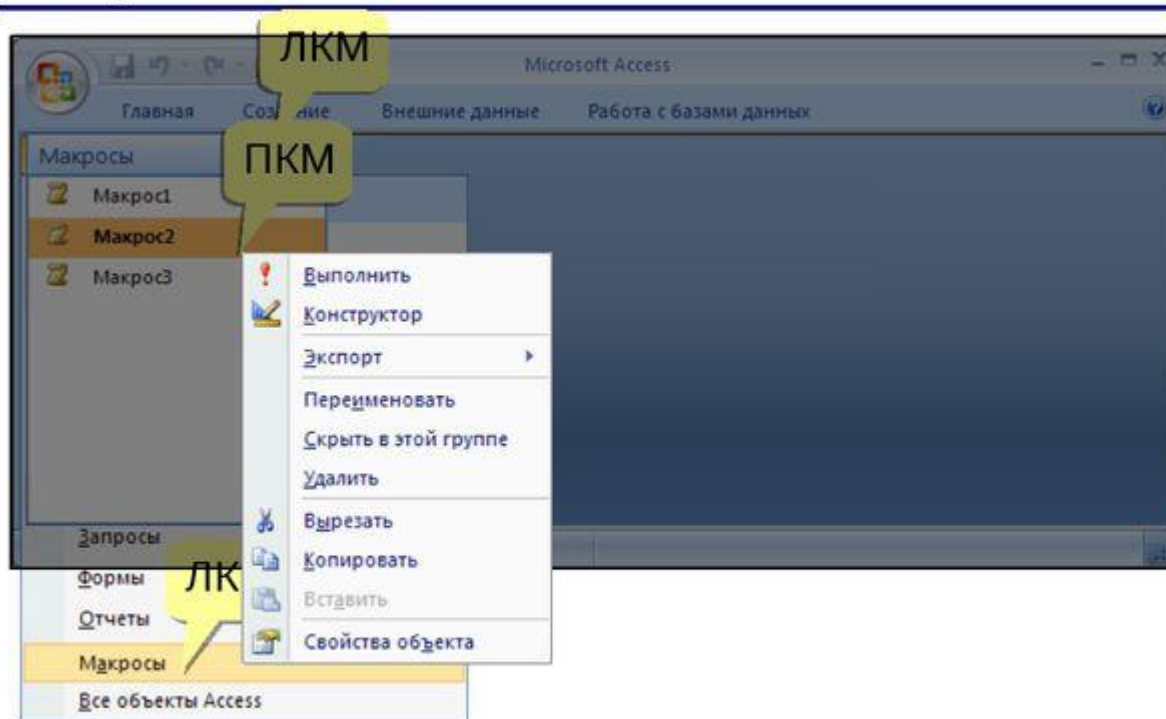 ЛКМ
Microsoft Access
Главная
Внешние данные
Работа с базами данных
Макросы
ПКМ
Макрос1
Макрос2
Макрос3
Выполнить
Конструктор
Экспорт
Переименовать
Скрыть в этой группе
Удалить
Вырезать
Копировать
Вставить
Свойства объекта
Запросы
Формы
ЛК
Отчеты
Макросы
Все объекты Access